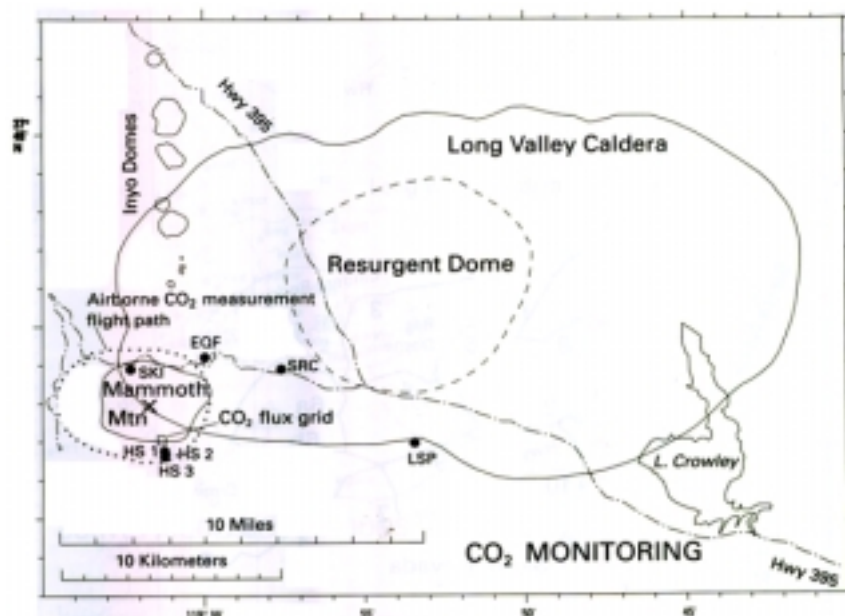 Hwy 395
Long Valley Caldera
Inyo Domes
Resurgent Dome
Airborne CO₂ measurement
flight path
EQF
SKI
SRC
Mammoth
Mtn
CO₂ flux grid
HS 1
HS 2
HS 3
LSP
L. Crowley
10 Miles
10 Kilometers
CO₂ MONITORING
Hwy 395